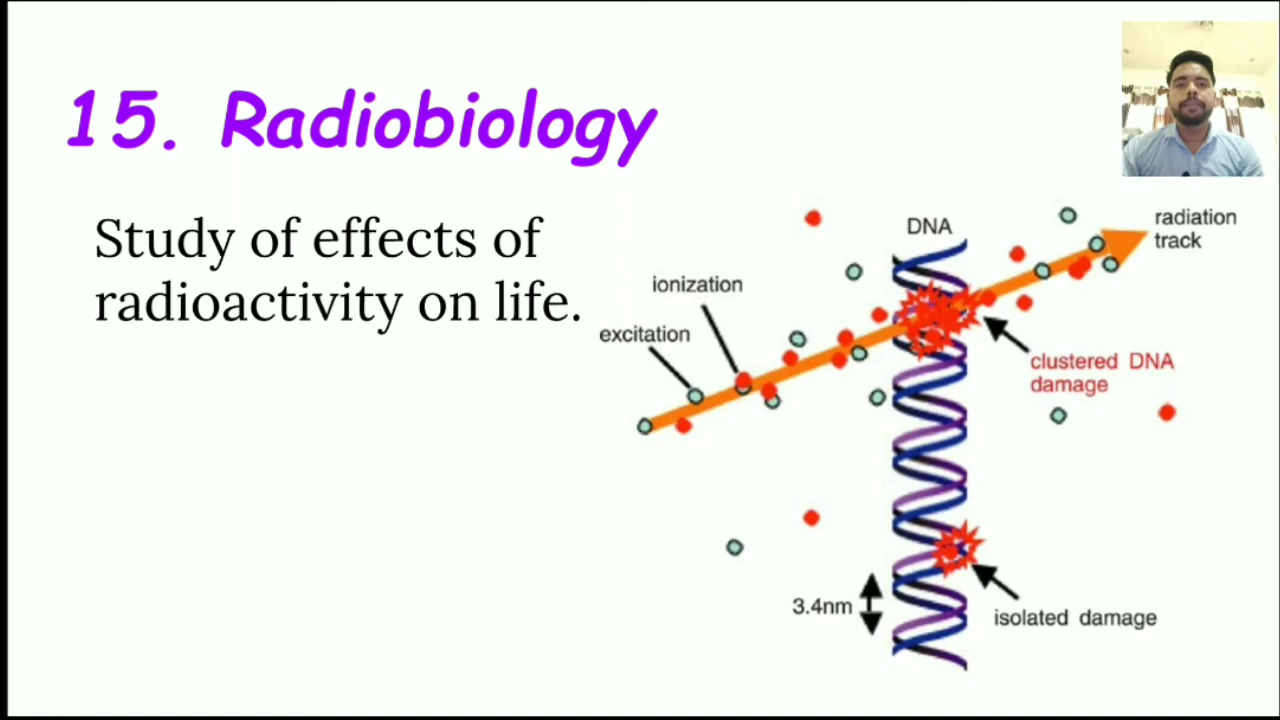 15. Radiobiology
Study of effects of
radioactivity on life.
DNA
radiation
track
ionization
excitation
clustered DNA
damage
3.4nm
isolated damage